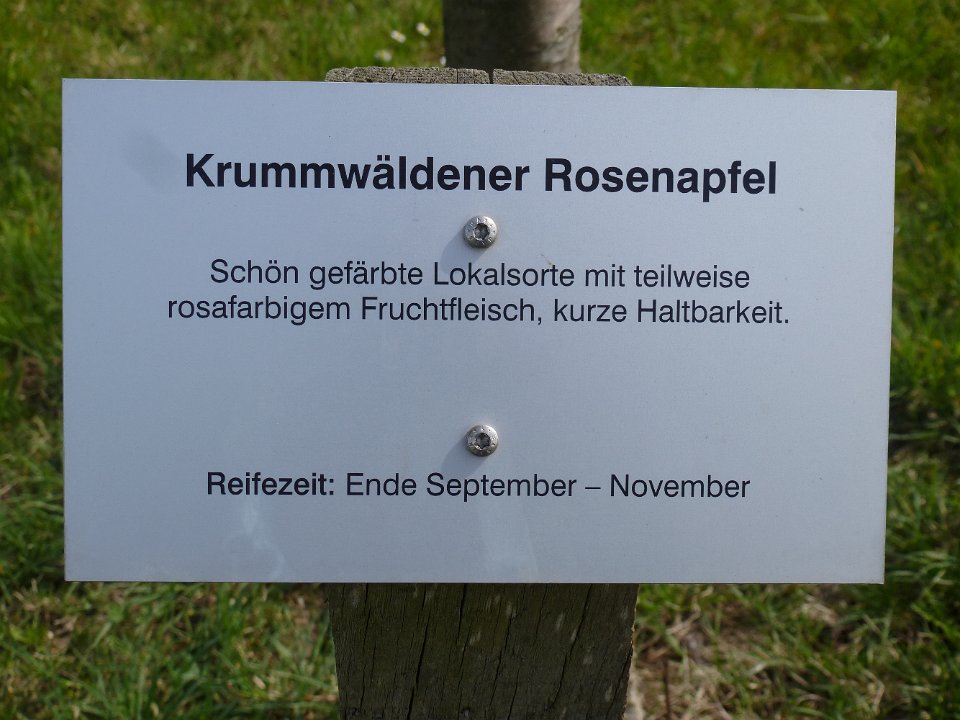 Krummwäldener Rosenapfel
Schön gefärbte Lokalsorte mit teilweise
rosafarbigem Fruchtfleisch, kurze Haltbarkeit.
Reifezeit: Ende September – November